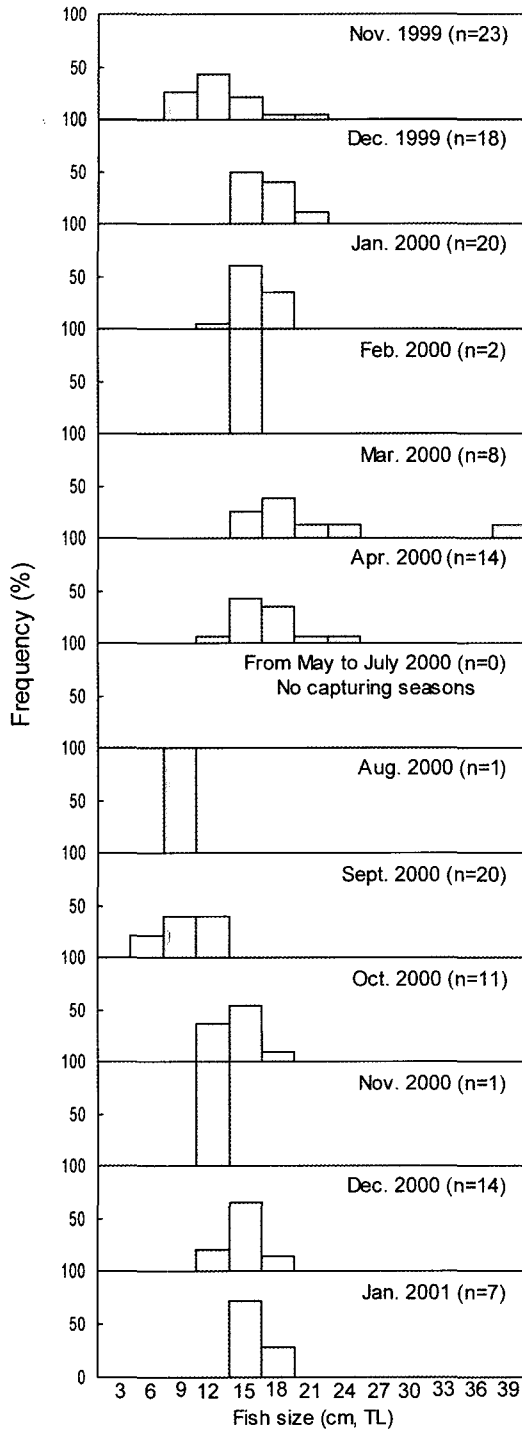 100
Nov. 1999 (n=23)
50
100
Dec. 1999 (n=18)
50
100
Jan. 2000 (n=20)
50
100
Feb. 2000 (n=2)
50
100
Mar. 2000 (n=8)
50
100
Apr. 2000 (n=14)
50
100
From May to July 2000 (n=0)
No capturing seasons
50
100
Aug. 2000 (n=1)
50
100
Sept. 2000 (n=20)
50
100
Oct. 2000 (n=11)
50
100
Nov. 2000 (n=1)
50
100
Dec. 2000 (n=14)
50
100
Jan. 2001 (n=7)
50
0
Frequency (%)
3 6 9 12 15 18 21 24 27 30 33 36 39
Fish size (cm, TL)